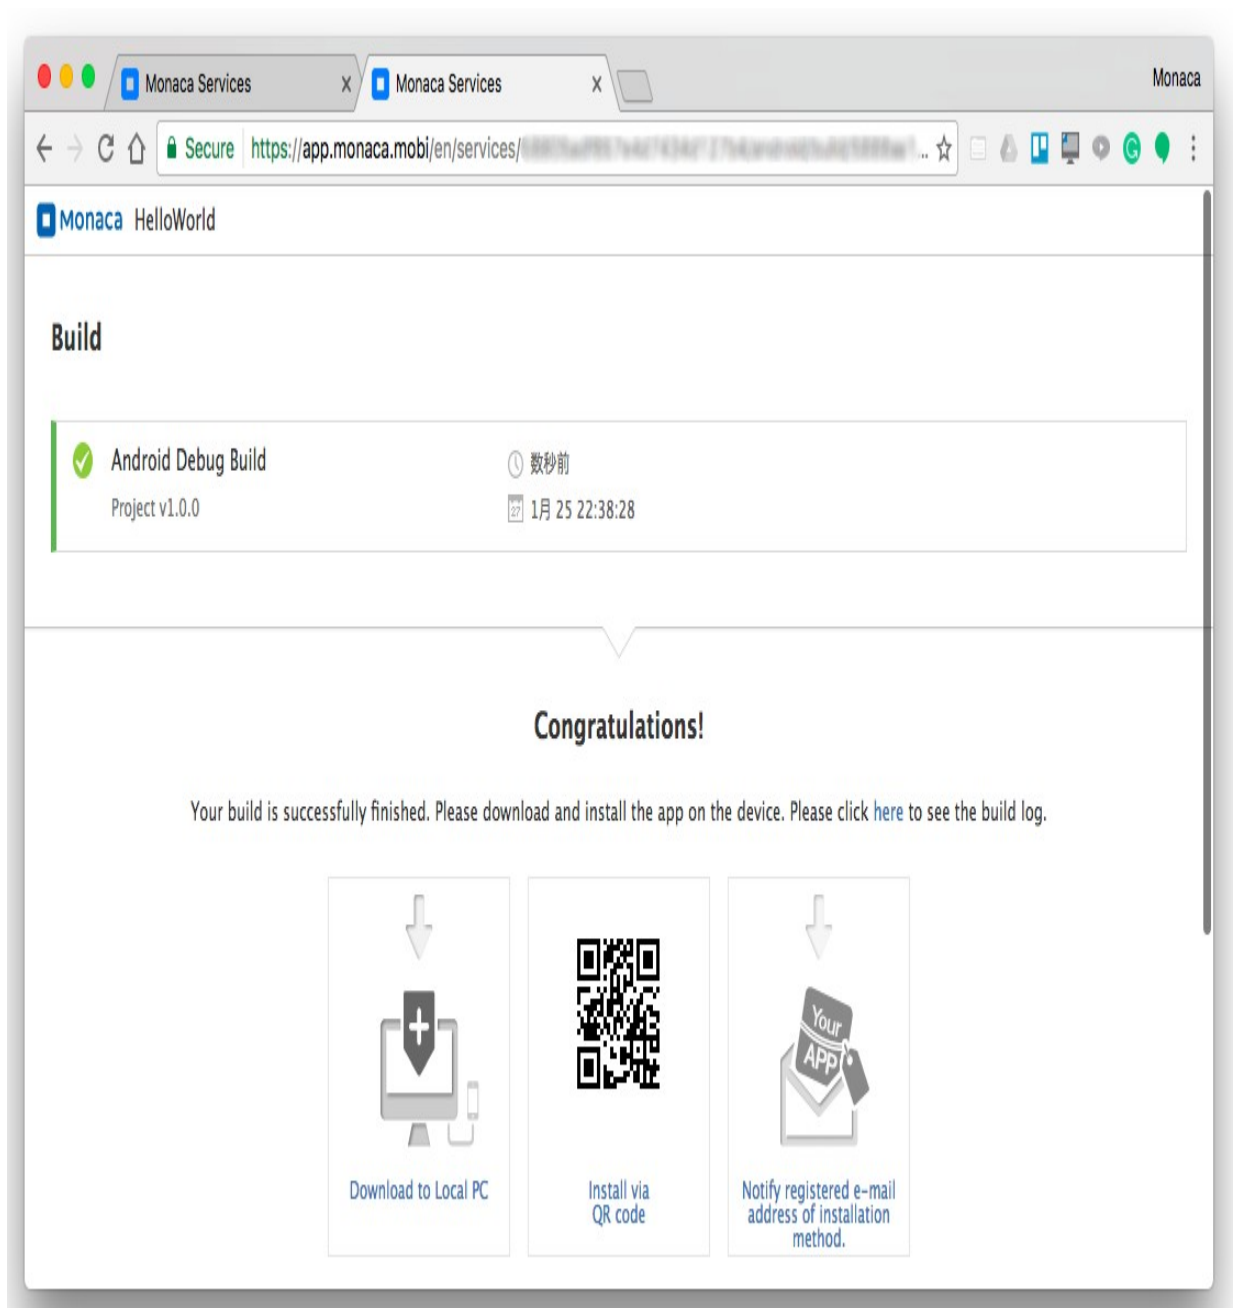 Monaca Services
Monaca Services
Monaca
Secure https://app.monaca.mobi/en/services/
Monaca HelloWorld
Build
Android Debug Build
数秒前
Project v1.0.0
27
1月 25 22:38:28
Congratulations!
Your build is successfully finished. Please download and install the app on the device. Please click here to see the build log.
Your
APP
Download to Local PC
Install via
QR code
Notify registered e-mail
address of installation
method.